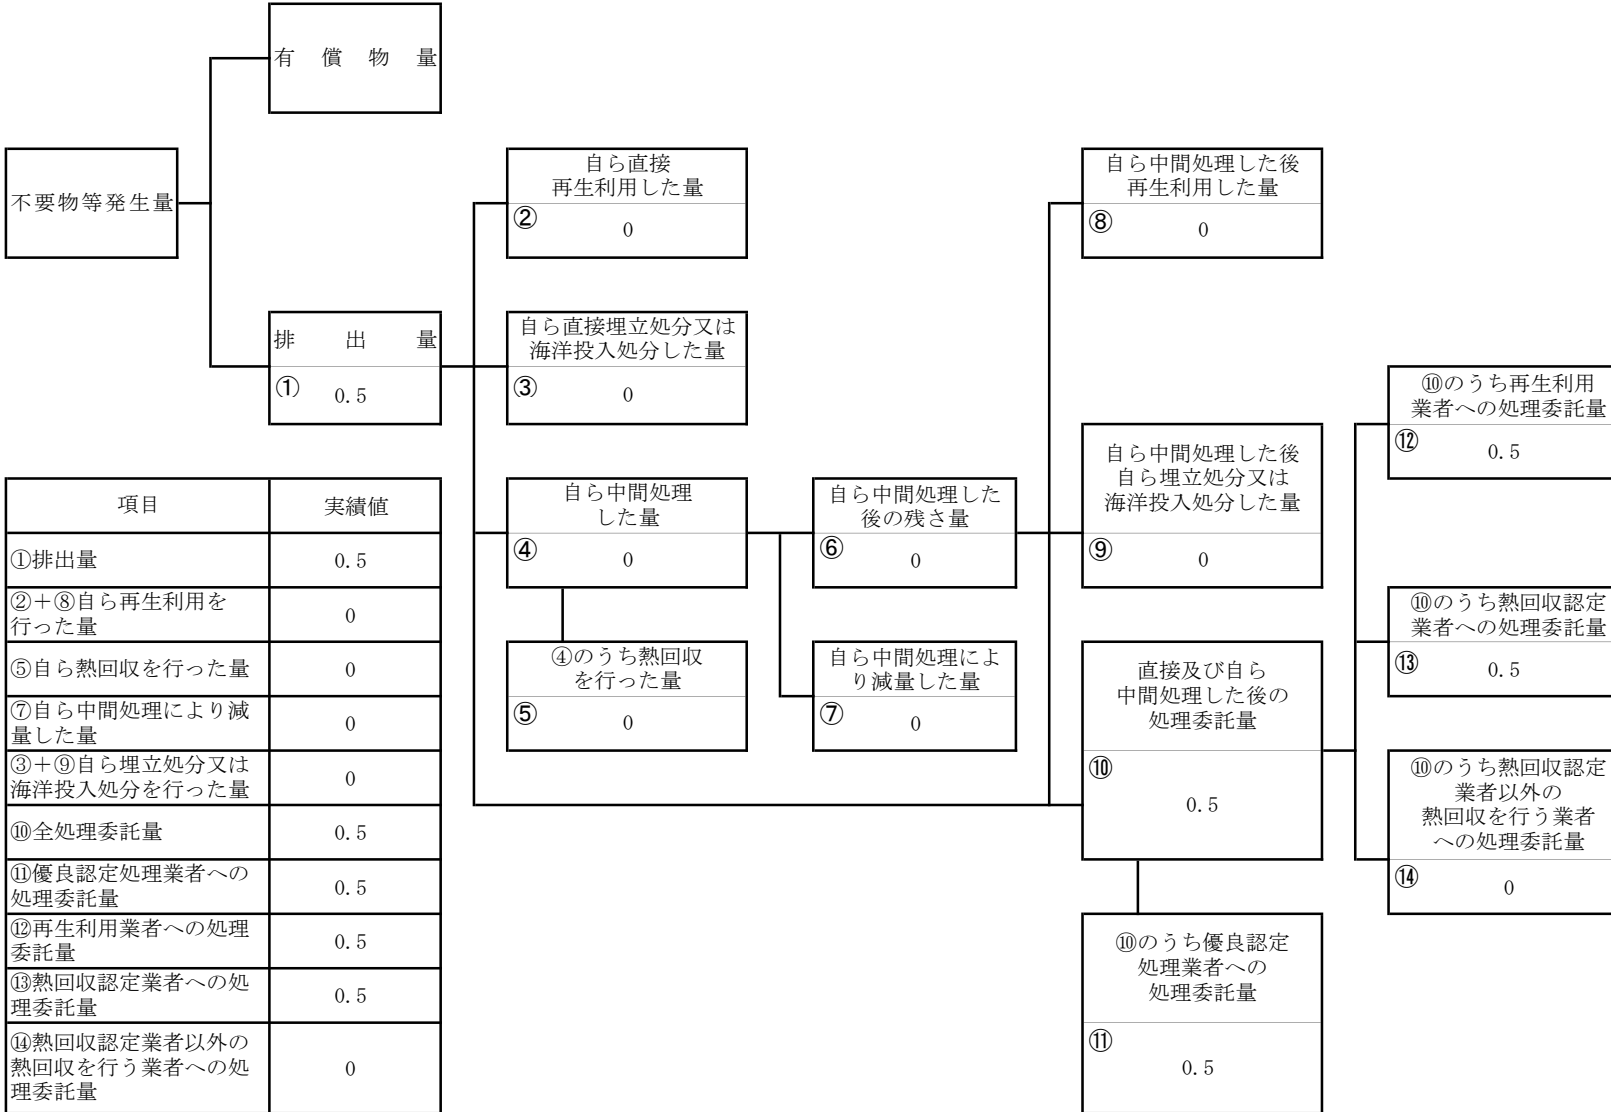 有償物量
不要物等発生量
排出量
①
0.5
自ら直接
再生利用した量
②
0
自ら直接埋立処分又は
海洋投入処分した量
③
0
自ら中間処理
した量
④
0
④のうち熱回収
を行った量
⑤
0
自ら中間処理した
後の残さ量
⑥
0
自ら中間処理によ
り減量した量
⑦
0
自ら中間処理した後
再生利用した量
⑧
0
自ら中間処理した後
自ら埋立処分又は
海洋投入処分した量
⑨
0
直接及び自ら
中間処理した後の
処理委託量
⑩
0.5
⑩のうち優良認定
処理業者への
処理委託量
⑪
0.5
⑩のうち再生利用
業者への処理委託量
⑫
0.5
⑩のうち熱回収認定
業者への処理委託量
⑬
0.5
⑩のうち熱回収認定
業者以外の
熱回収を行う業者
への処理委託量
⑭
0
項目 実績値
①排出量 0.5
②+⑧自ら再生利用を
行った量 0
⑤自ら熱回収を行った量 0
⑦自ら中間処理により減
量した量 0
③+⑨自ら埋立処分又は
海洋投入処分を行った量 0
⑩全処理委託量 0.5
⑪優良認定処理業者への
処理委託量 0.5
⑫再生利用業者への処理
委託量 0.5
⑬熱回収認定業者への処
理委託量 0.5
⑭熱回収認定業者以外の
熱回収を行う業者への処
理委託量 0